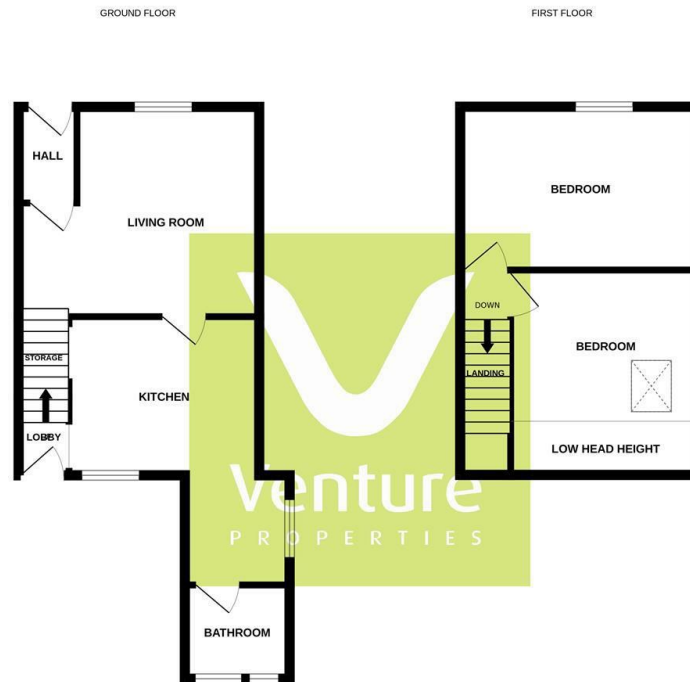 GROUND FLOOR
FIRST FLOOR
HALL
LIVING ROOM
STORAGE
KITCHEN
LOBBY
BATHROOM
BEDROOM
DOWN
LANDING
BEDROOM
LOW HEAD HEIGHT
Venture
PROPERTIES